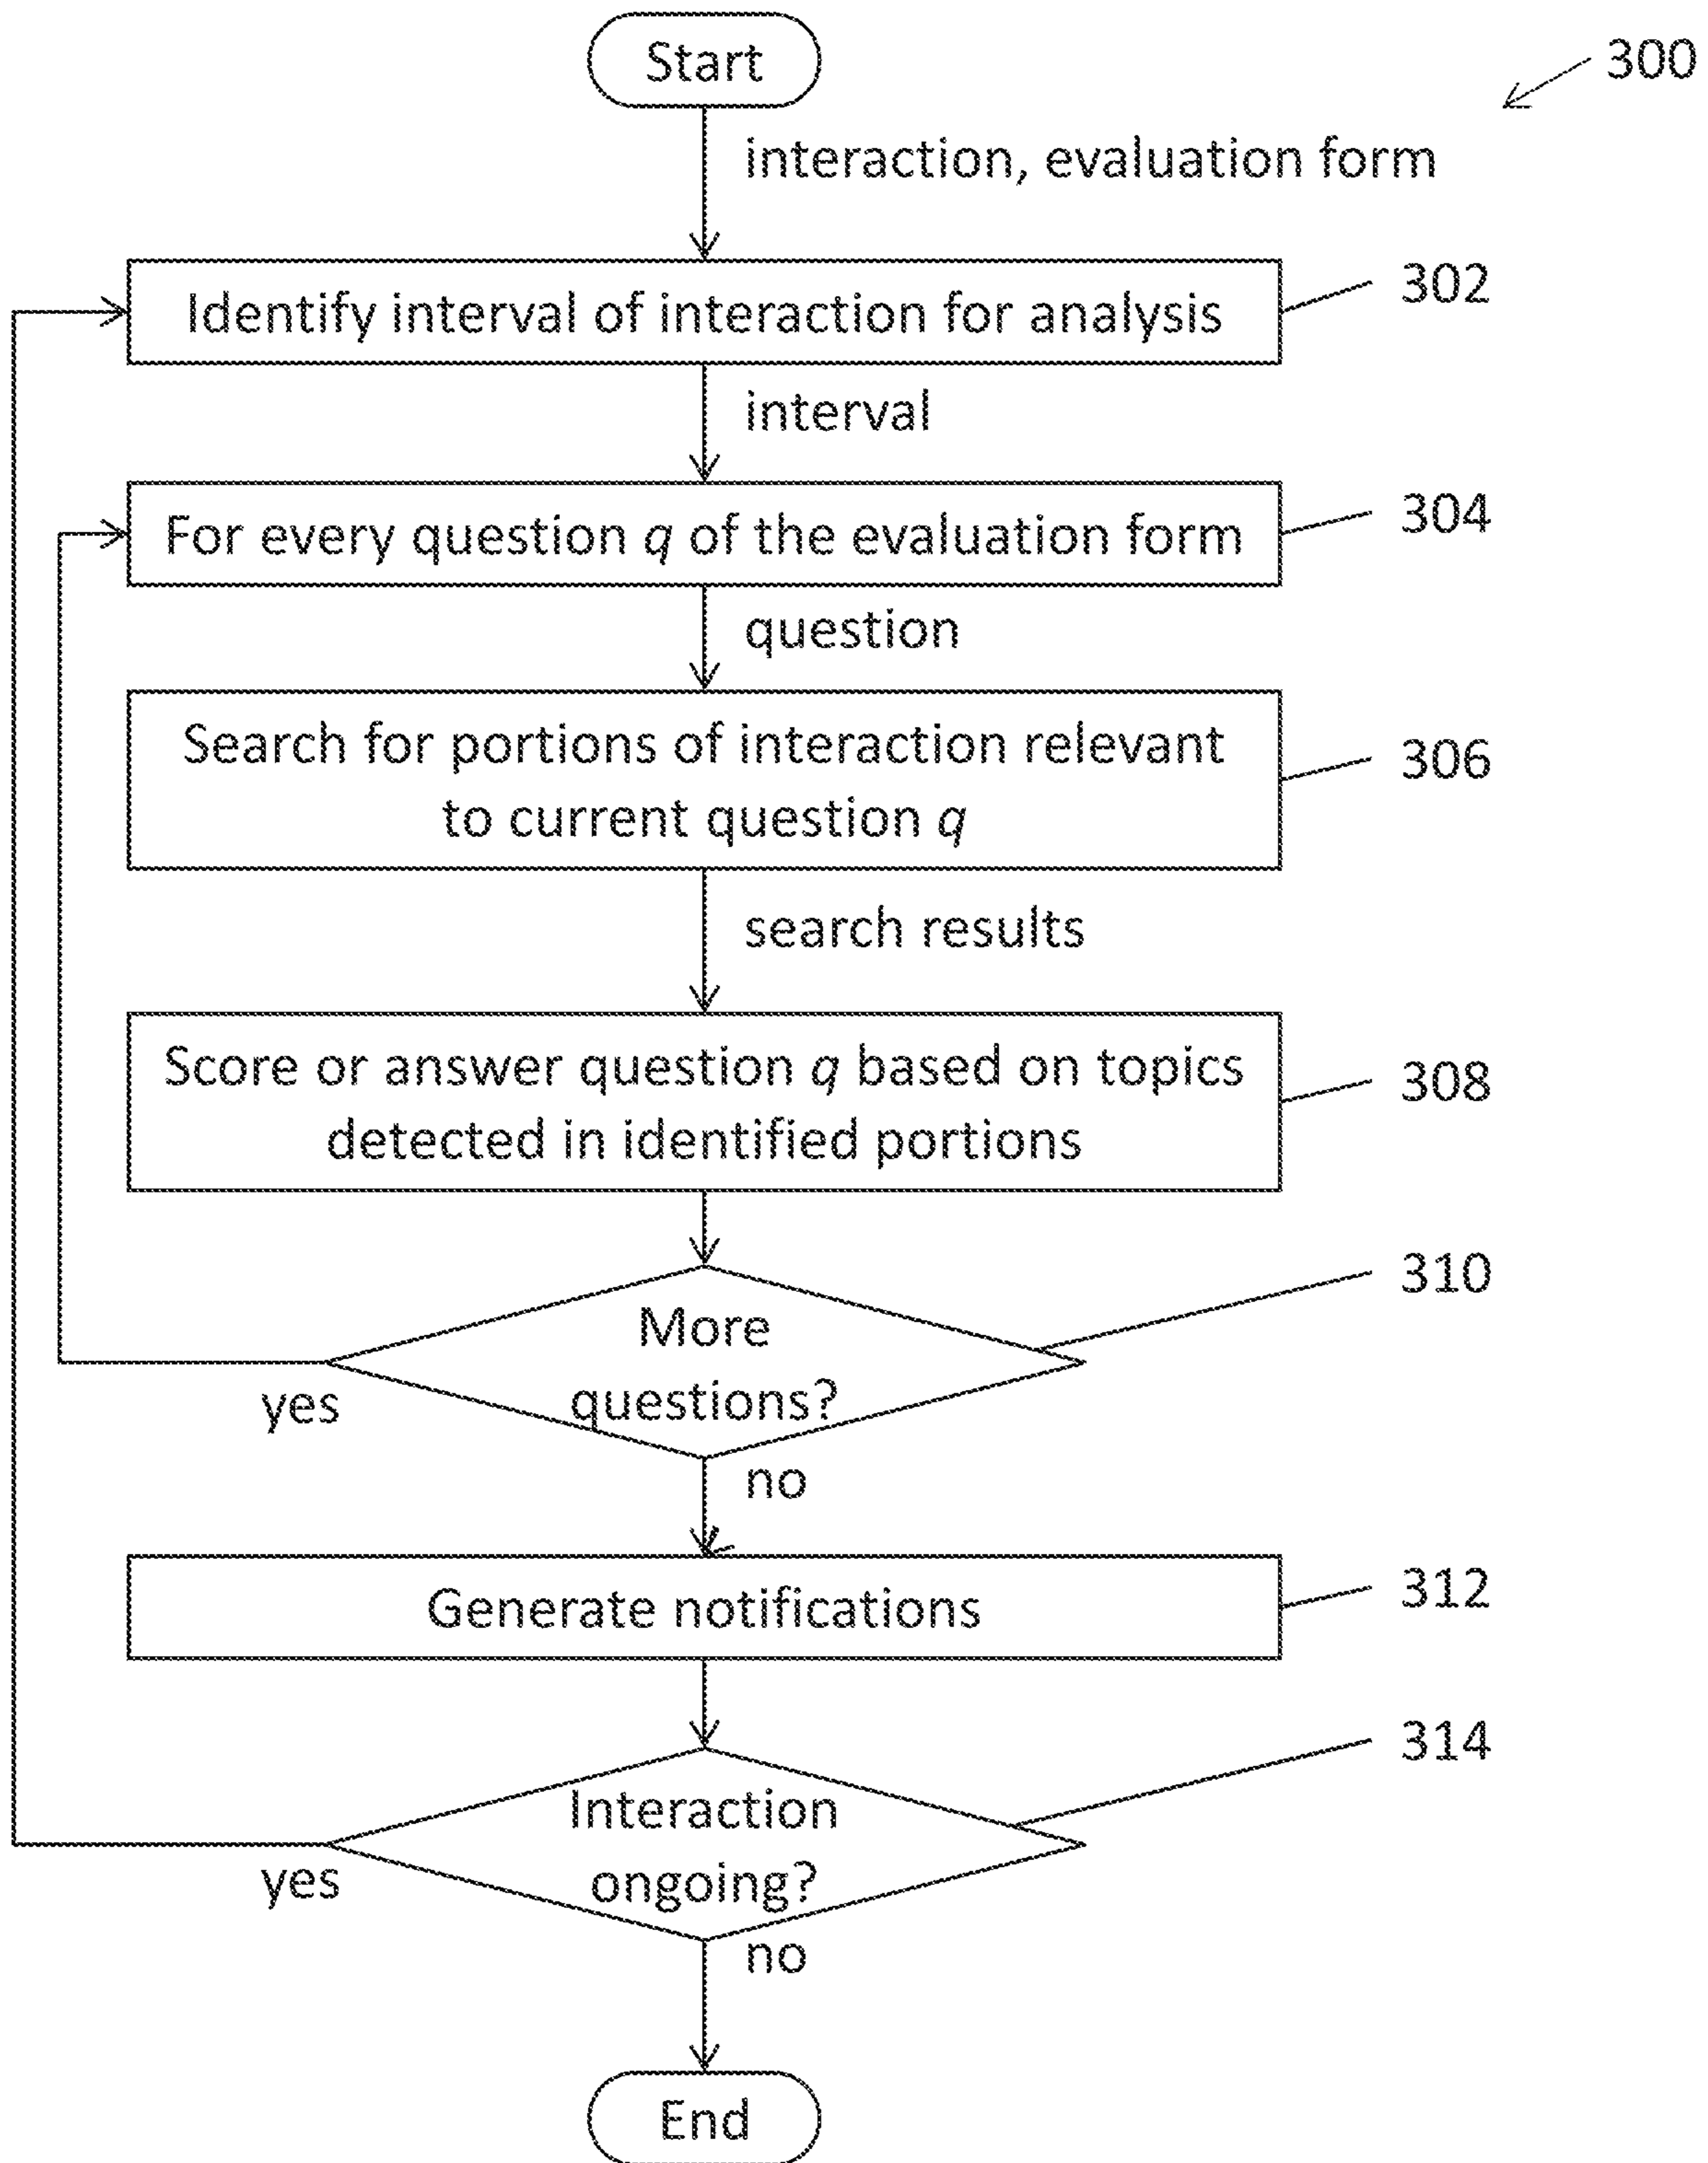 Start
300
interaction, evaluation form
Identify interval of interaction for analysis
302
interval
For every question q of the evaluation form
304
question
Search for portions of interaction relevant
to current question q
306
search results
Score or answer question q based on topics
detected in identified portions
308
More
questions?
310
yes
no
Generate notifications
312
Interaction
ongoing?
314
yes
no
End